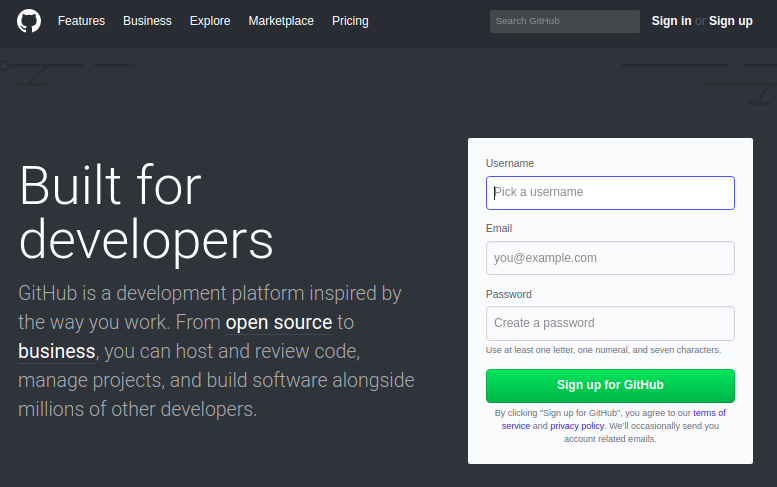 Features Business Explore Marketplace Pricing Search GitHub Sign in or Sign up
Built for
developers
GitHub is a development platform inspired by
the way you work. From open source to
business, you can host and review code,
manage projects, and build software alongside
millions of other developers.
Username
Pick a username
Email
you@example.com
Password
Create a password
Use at least one letter, one numeral, and seven characters.
Sign up for GitHub
By clicking "Sign up for GitHub", you agree to our terms of
service and privacy policy. We'll occasionally send you
account related emails.